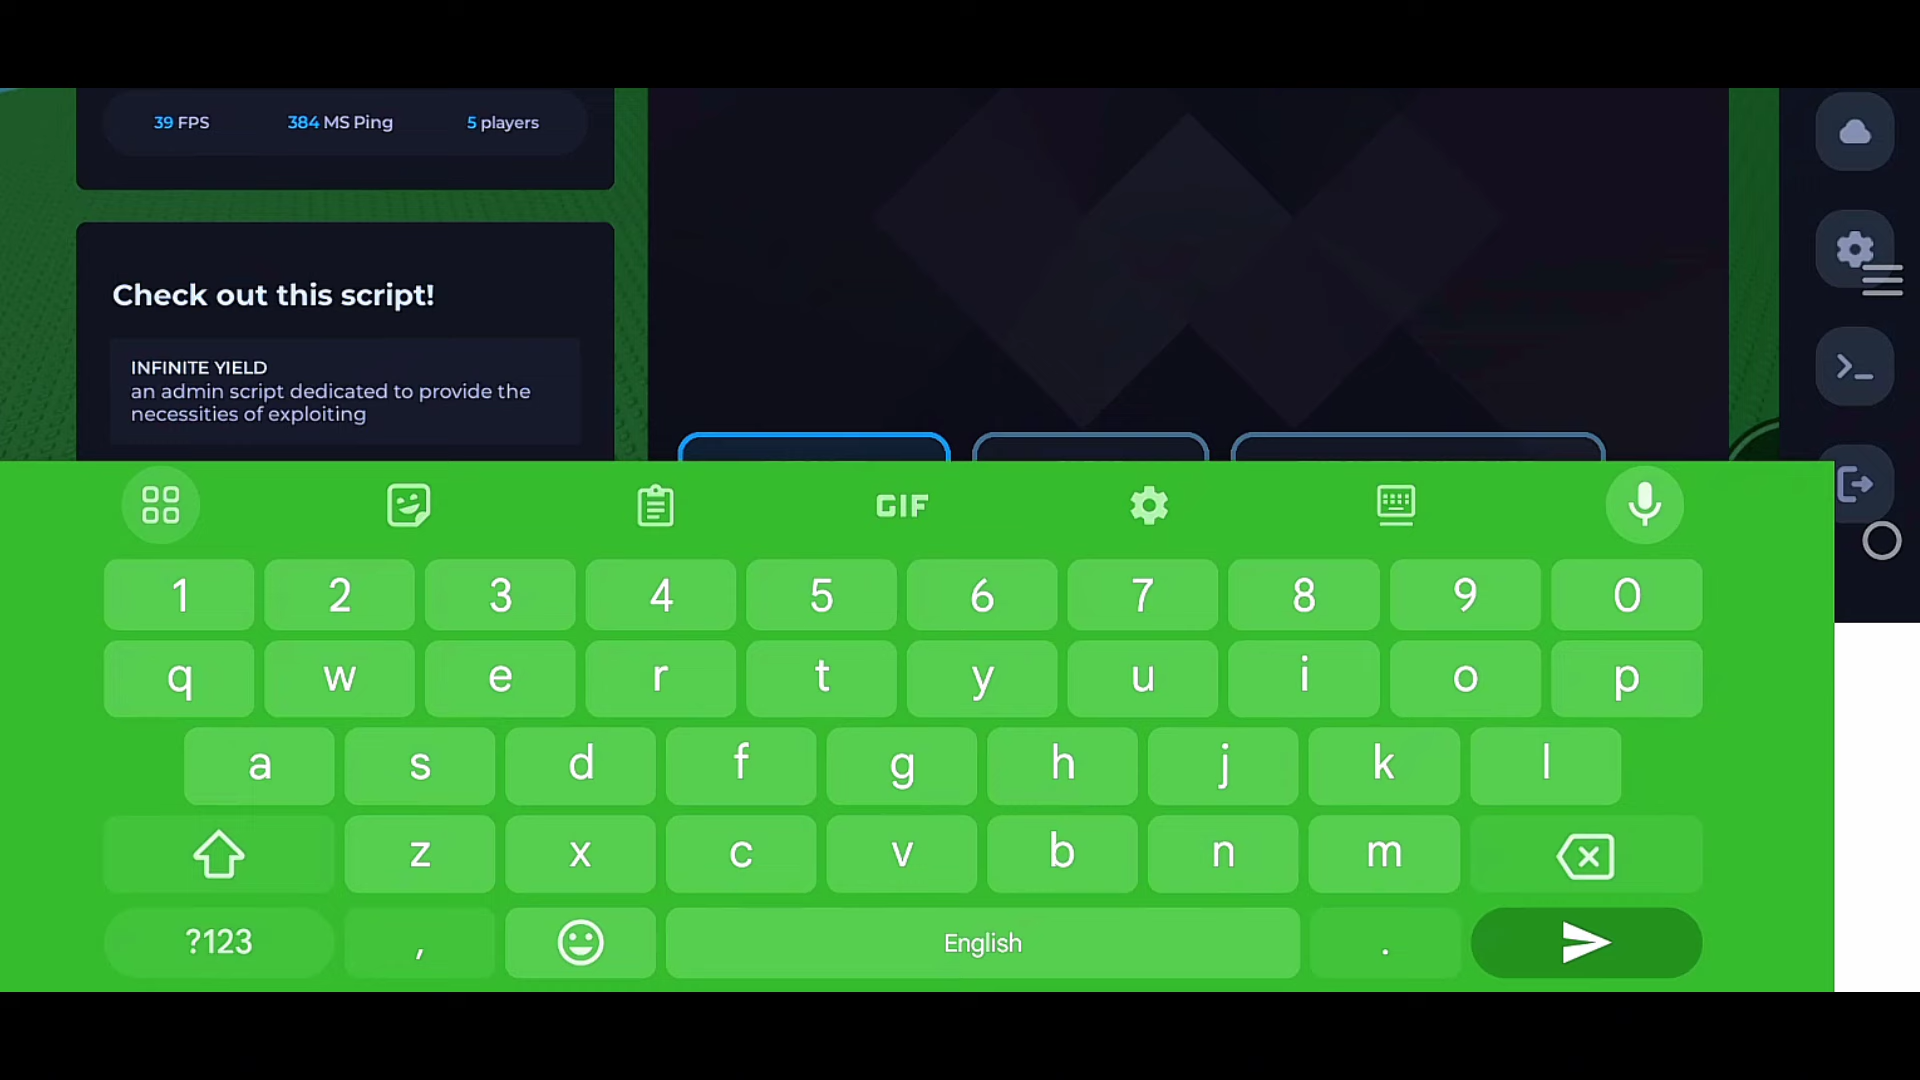 39 FPS 384 MS Ping 5 players
Check out this script!
INFINITE YIELD
an admin script dedicated to provide the
necessities of exploiting
GIF
1 2 3 4 5 6 7 8 9 0
q w e r t y u i o p
a s d f g h j k l
z x c v b n m
?123 , English .